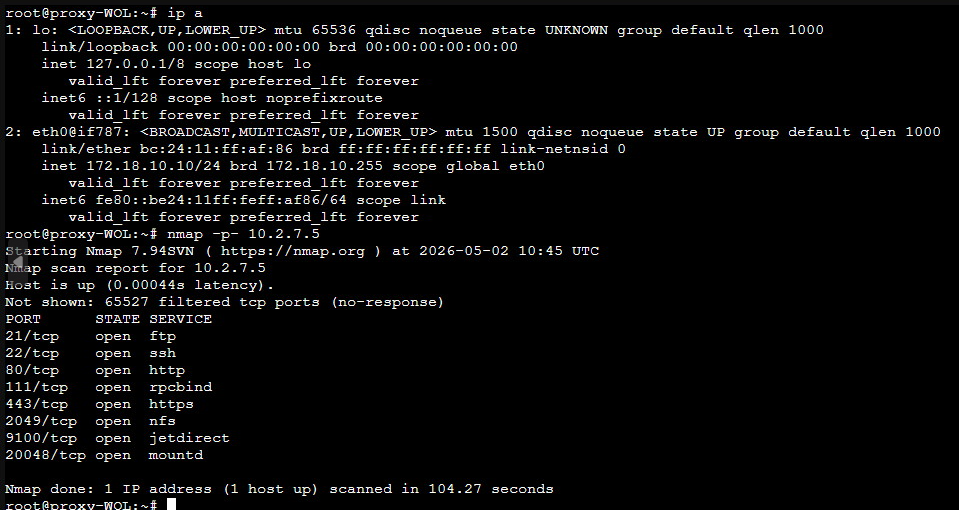 root@proxy-WOL:~# ip a
1: lo: <LOOPBACK,UP,LOWER_UP> mtu 65536 qdisc noqueue state UNKNOWN group default qlen 1000
    link/loopback 00:00:00:00:00:00 brd 00:00:00:00:00:00
    inet 127.0.0.1/8 scope host lo
       valid_lft forever preferred_lft forever
    inet6 ::1/128 scope host noprefixroute
       valid_lft forever preferred_lft forever
2: eth0@if787: <BROADCAST,MULTICAST,UP,LOWER_UP> mtu 1500 qdisc noqueue state UP group default qlen 1000
    link/ether bc:24:11:ff:af:86 brd ff:ff:ff:ff:ff:ff link-netnsid 0
    inet 172.18.10.10/24 brd 172.18.10.255 scope global eth0
       valid_lft forever preferred_lft forever
    inet6 fe80::be24:11ff:feff:af86/64 scope link
       valid_lft forever preferred_lft forever
root@proxy-WOL:~# nmap -p- 10.2.7.5
Starting Nmap 7.94SVN ( https://nmap.org ) at 2026-05-02 10:45 UTC
Nmap scan report for 10.2.7.5
Host is up (0.00044s latency).
Not shown: 65527 filtered tcp ports (no-response)
PORT      STATE SERVICE
21/tcp    open  ftp
22/tcp    open  ssh
80/tcp    open  http
111/tcp   open  rpcbind
443/tcp   open  https
2049/tcp  open  nfs
9100/tcp  open  jetdirect
20048/tcp open  mountd

Nmap done: 1 IP address (1 host up) scanned in 104.27 seconds
root@proxy-WOL:~#